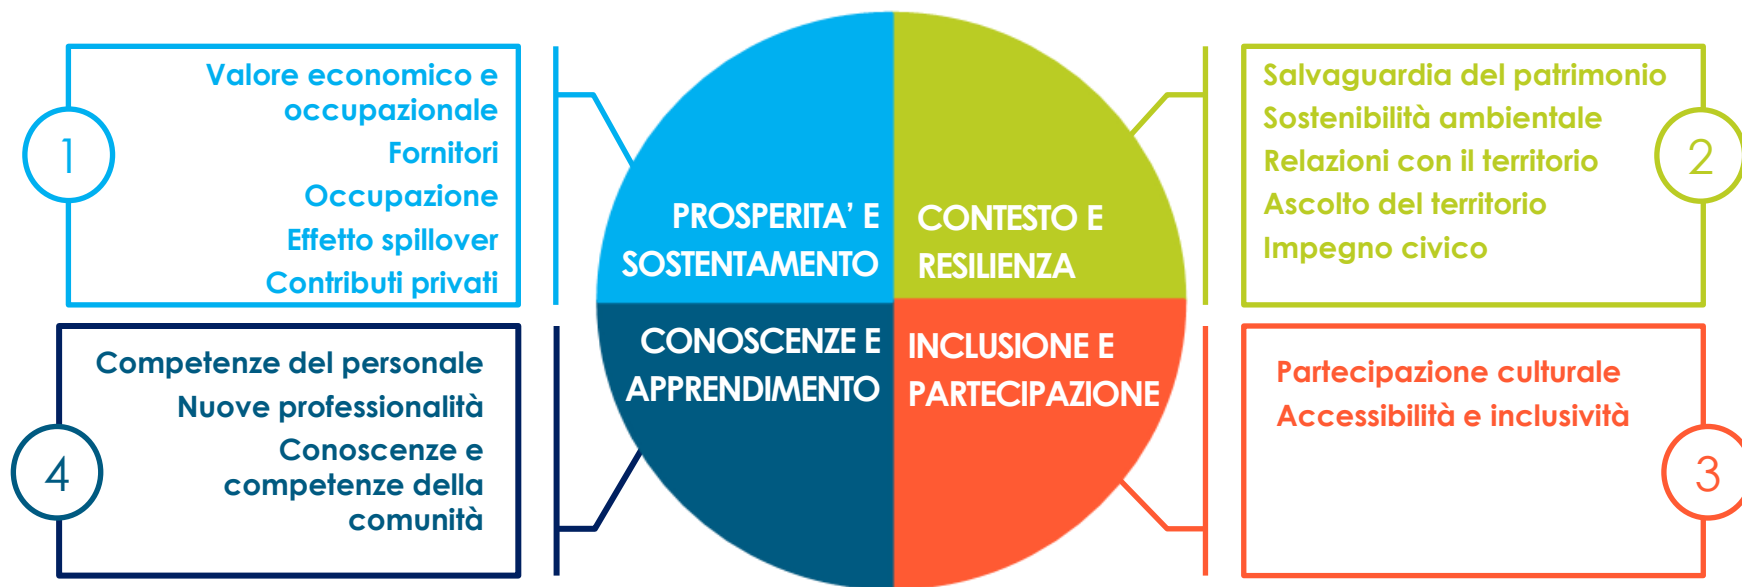 1
Valore economico e
occupazionale
Fornitori
Occupazione
Effetto spillover
Contributi privati
PROSPERITA’ E
SOSTENTAMENTO
CONTESTO E
RESILIENZA
Salvaguardia del patrimonio
Sostenibilità ambientale
Relazioni con il territorio
Ascolto del territorio
Impegno civico
2
4
Competenze del personale
Nuove professionalità
Conoscenze e
competenze della
comunità
CONOSCENZE E
APPRENDIMENTO
INCLUSIONE E
PARTECIPAZIONE
Partecipazione culturale
Accessibilità e inclusività
3